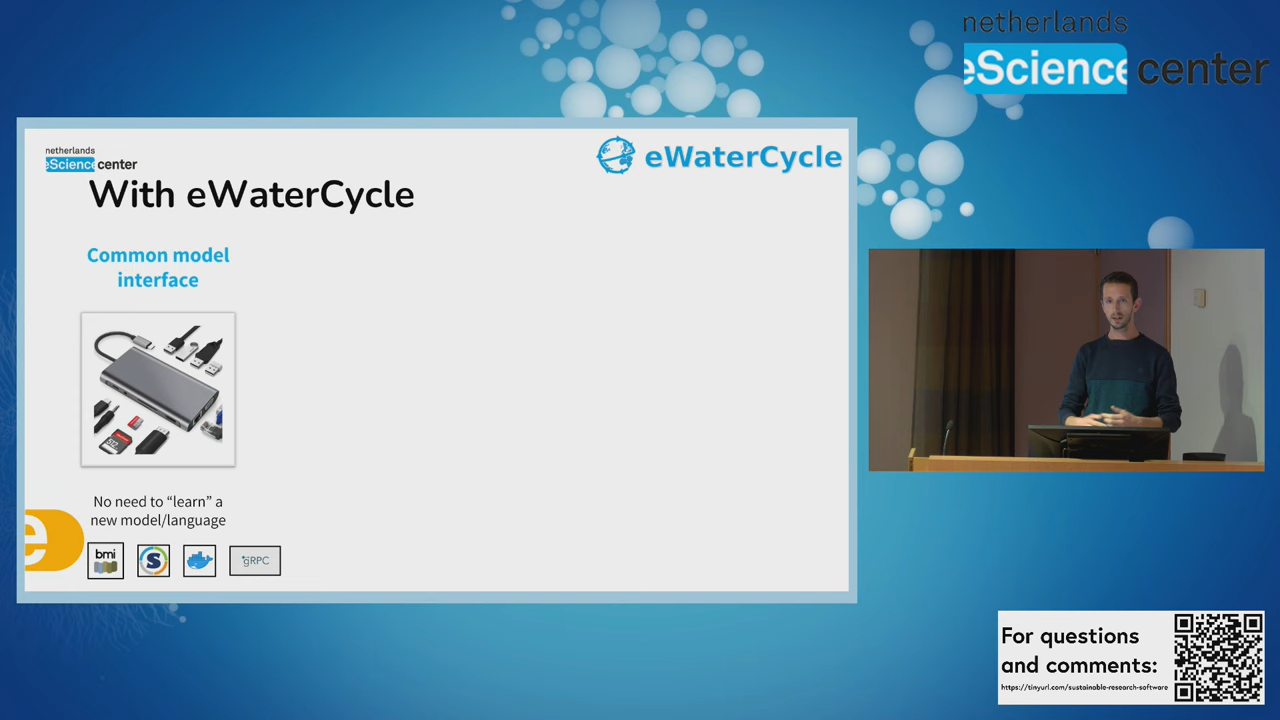 netherlands
eScience center
netherlands
eScience center
eWaterCycle
With eWaterCycle
Common model
interface
512
No need to “learn” a
new model/language
e
bmi
S
gRPC
For questions
and comments:
https://tinyurl.com/sustainable-research-software